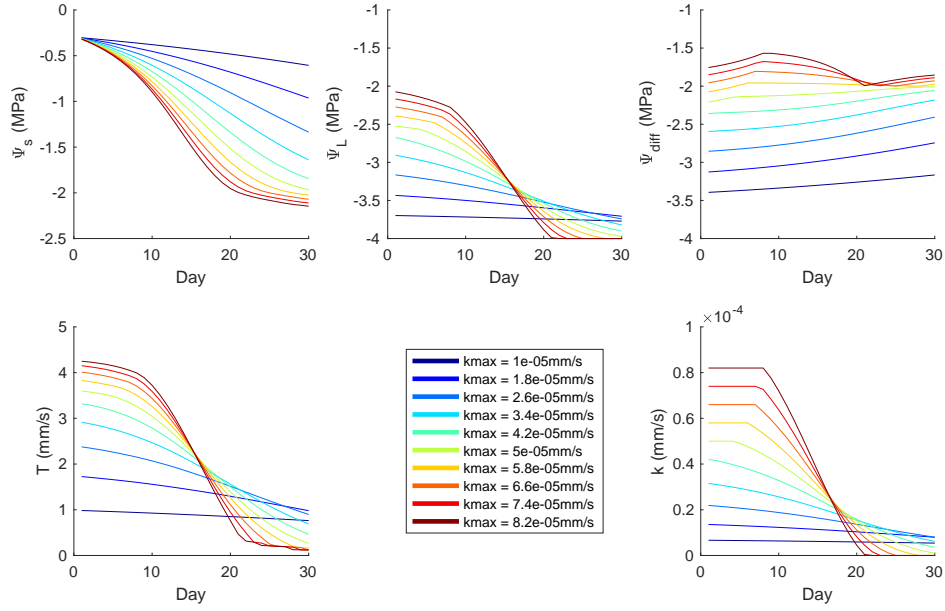 0
-0.5
-1
-1.5
-2
-2.5
0
10
20
30
Ψs (MPa)
Day
-1
-1.5
-2
-2.5
-3
-3.5
-4
0
10
20
30
ΨL (MPa)
Day
-1
-1.5
-2
-2.5
-3
-3.5
-4
0
10
20
30
Ψdiff (MPa)
Day
5
4
3
2
1
0
0
10
20
30
T (mm/s)
Day
kmax = 1e-05mm/s
kmax = 1.8e-05mm/s
kmax = 2.6e-05mm/s
kmax = 3.4e-05mm/s
kmax = 4.2e-05mm/s
kmax = 5e-05mm/s
kmax = 5.8e-05mm/s
kmax = 6.6e-05mm/s
kmax = 7.4e-05mm/s
kmax = 8.2e-05mm/s
×10-4
1
0.8
0.6
0.4
0.2
0
0
10
20
30
k (mm/s)
Day